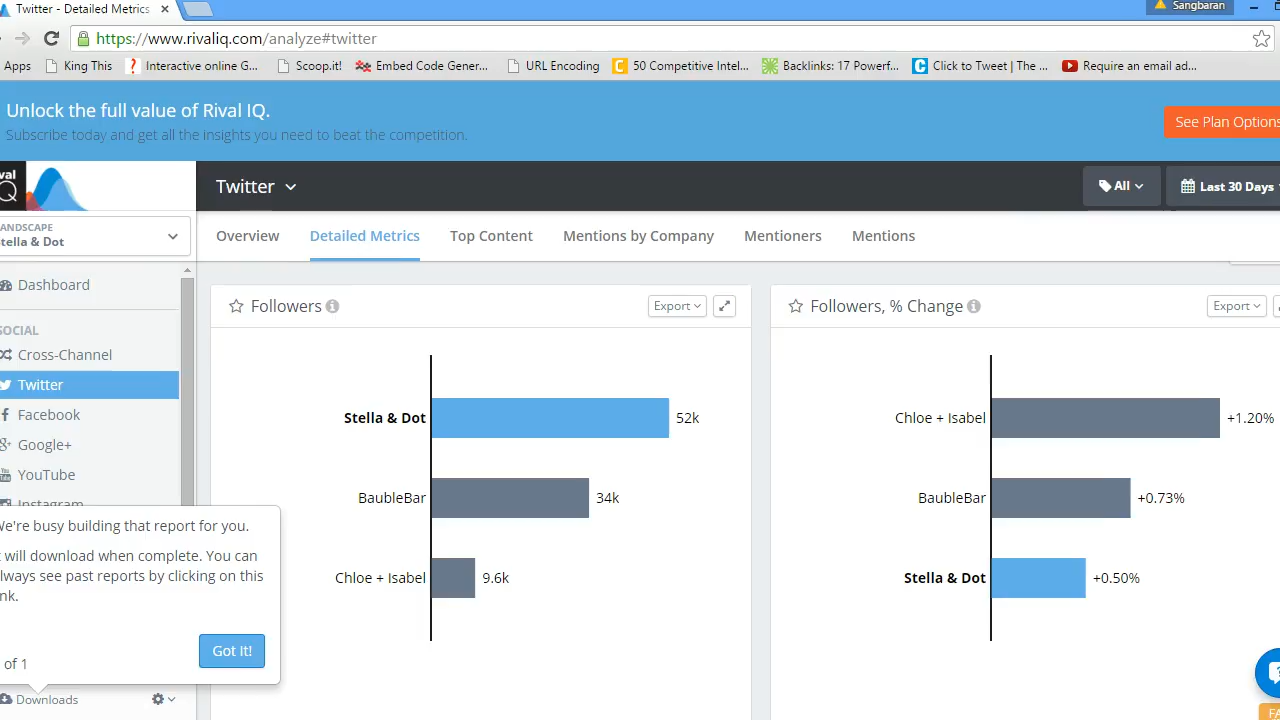 Twitter - Detailed Metrics
Sangbaran
https://www.rivaliq.com/analyze#twitter
Apps King This Interactive online G... Scoop.it! Embed Code Gener... URL Encoding 50 Competitive Intel... Backlinks: 17 Powerf... Click to Tweet | The ... Require an email ad...
Unlock the full value of Rival IQ.
Subscribe today and get all the insights you need to beat the competition.
See Plan Options
Twitter
All
Last 30 Days
ANDSCAPE
tella & Dot
Overview Detailed Metrics Top Content Mentions by Company Mentioners Mentions
Dashboard
SOCIAL
Cross-Channel
Twitter
Facebook
Google+
YouTube
Instagram
We're busy building that report for you.
t will download when complete. You can
lways see past reports by clicking on this
nk.
of 1
Got It!
Downloads
Followers
Export
Stella & Dot 52k
BaubleBar 34k
Chloe + Isabel 9.6k
Followers, % Change
Export
Chloe + Isabel +1.20%
BaubleBar +0.73%
Stella & Dot +0.50%